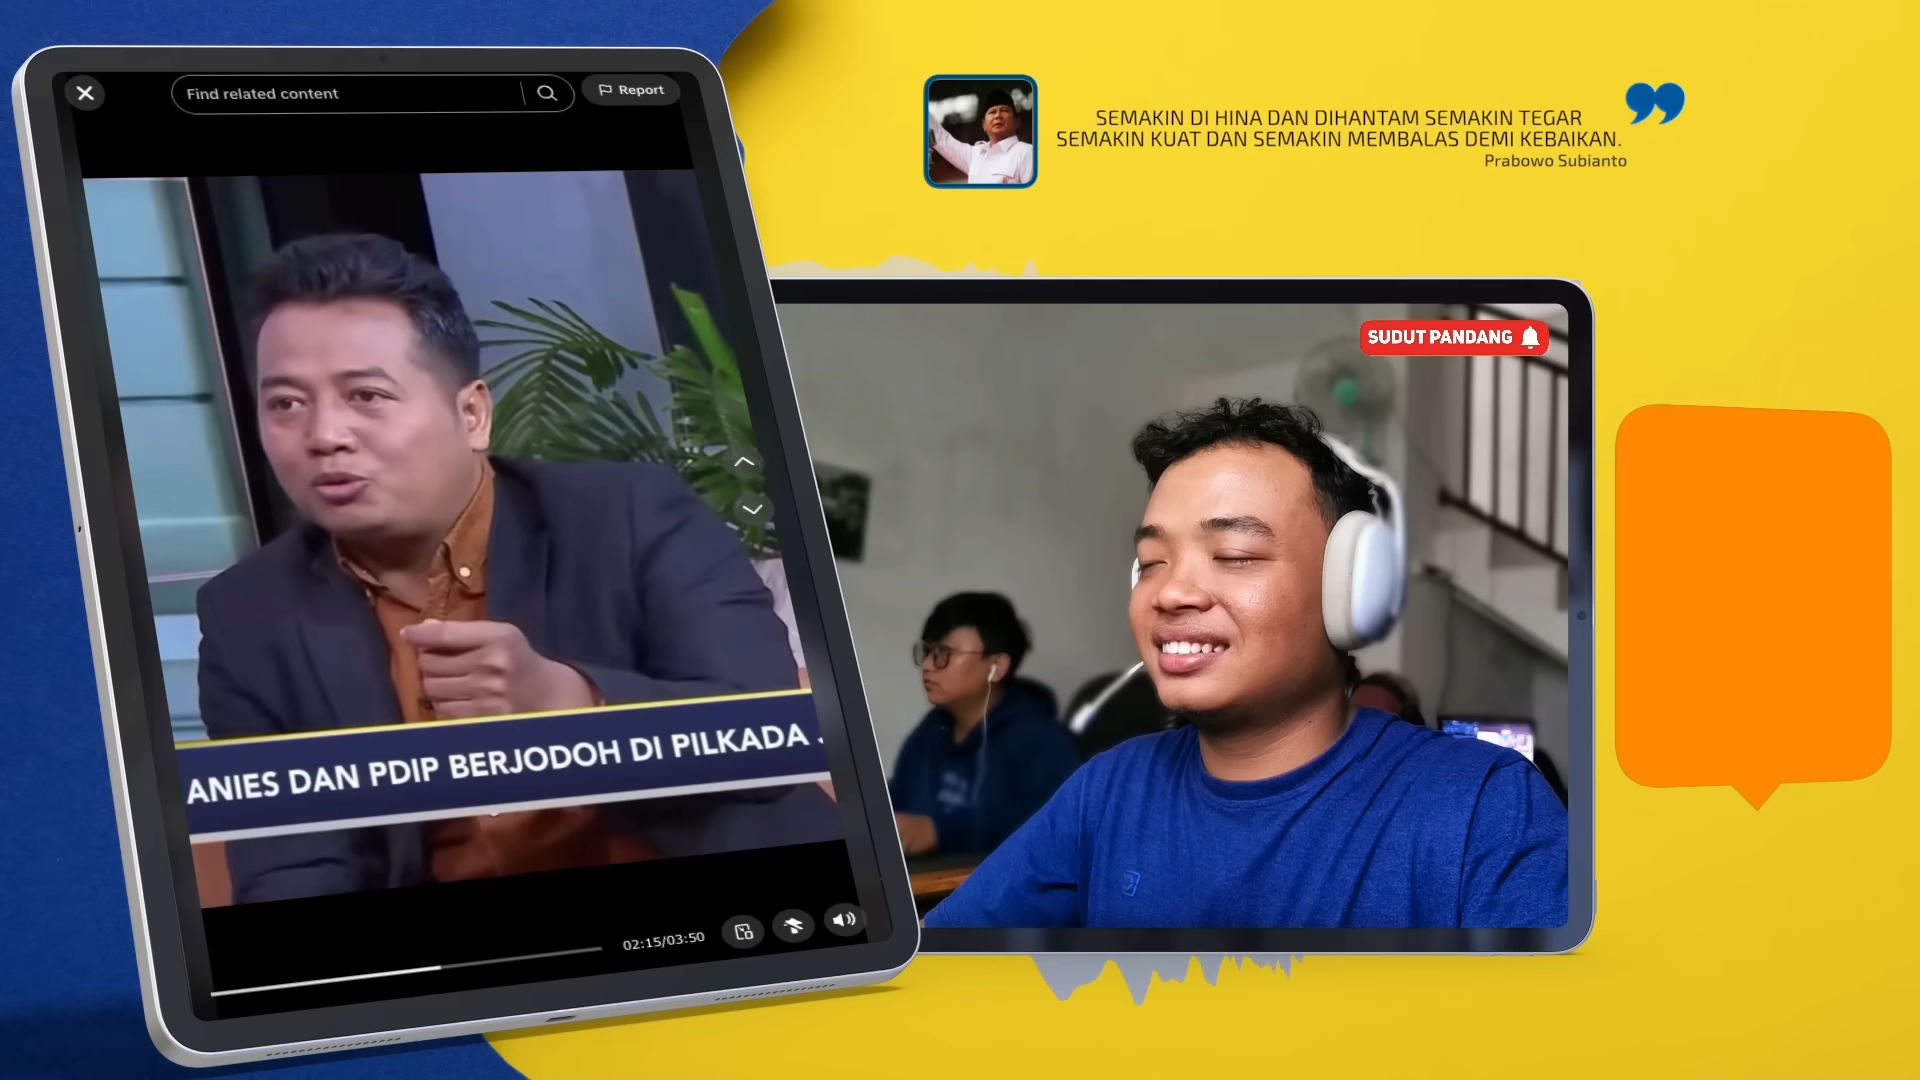 Find related content
Report
SEMAKIN DI HINA DAN DIHANTAM SEMAKIN TEGAR
SEMAKIN KUAT DAN SEMAKIN MEMBALAS DEMI KEBAIKAN.
Prabowo Subianto
SUDUT PANDANG
ANIES DAN PDIP BERJODOH DI PILKADA
02:15/03:50